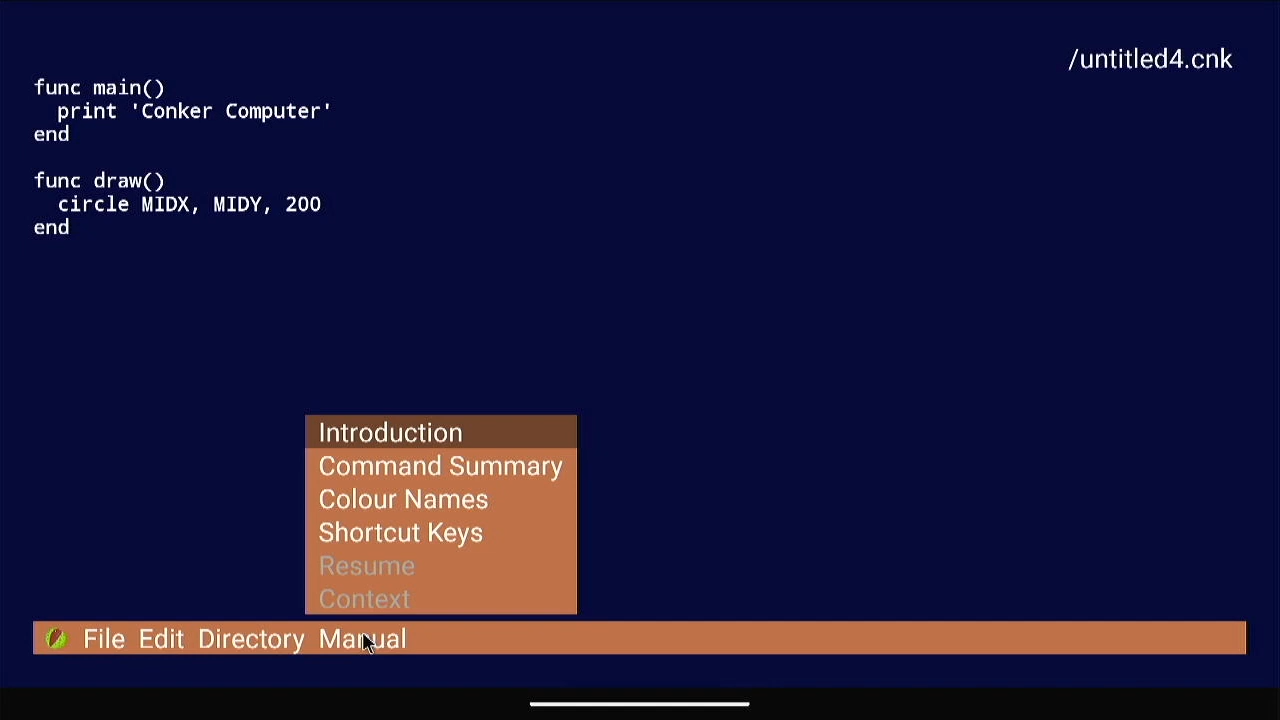 /untitled4.cnk
func main()
  print 'Conker Computer'
end
func draw()
  circle MIDX, MIDY, 200
end
Introduction
Command Summary
Colour Names
Shortcut Keys
Resume
Context
File Edit Directory Manual